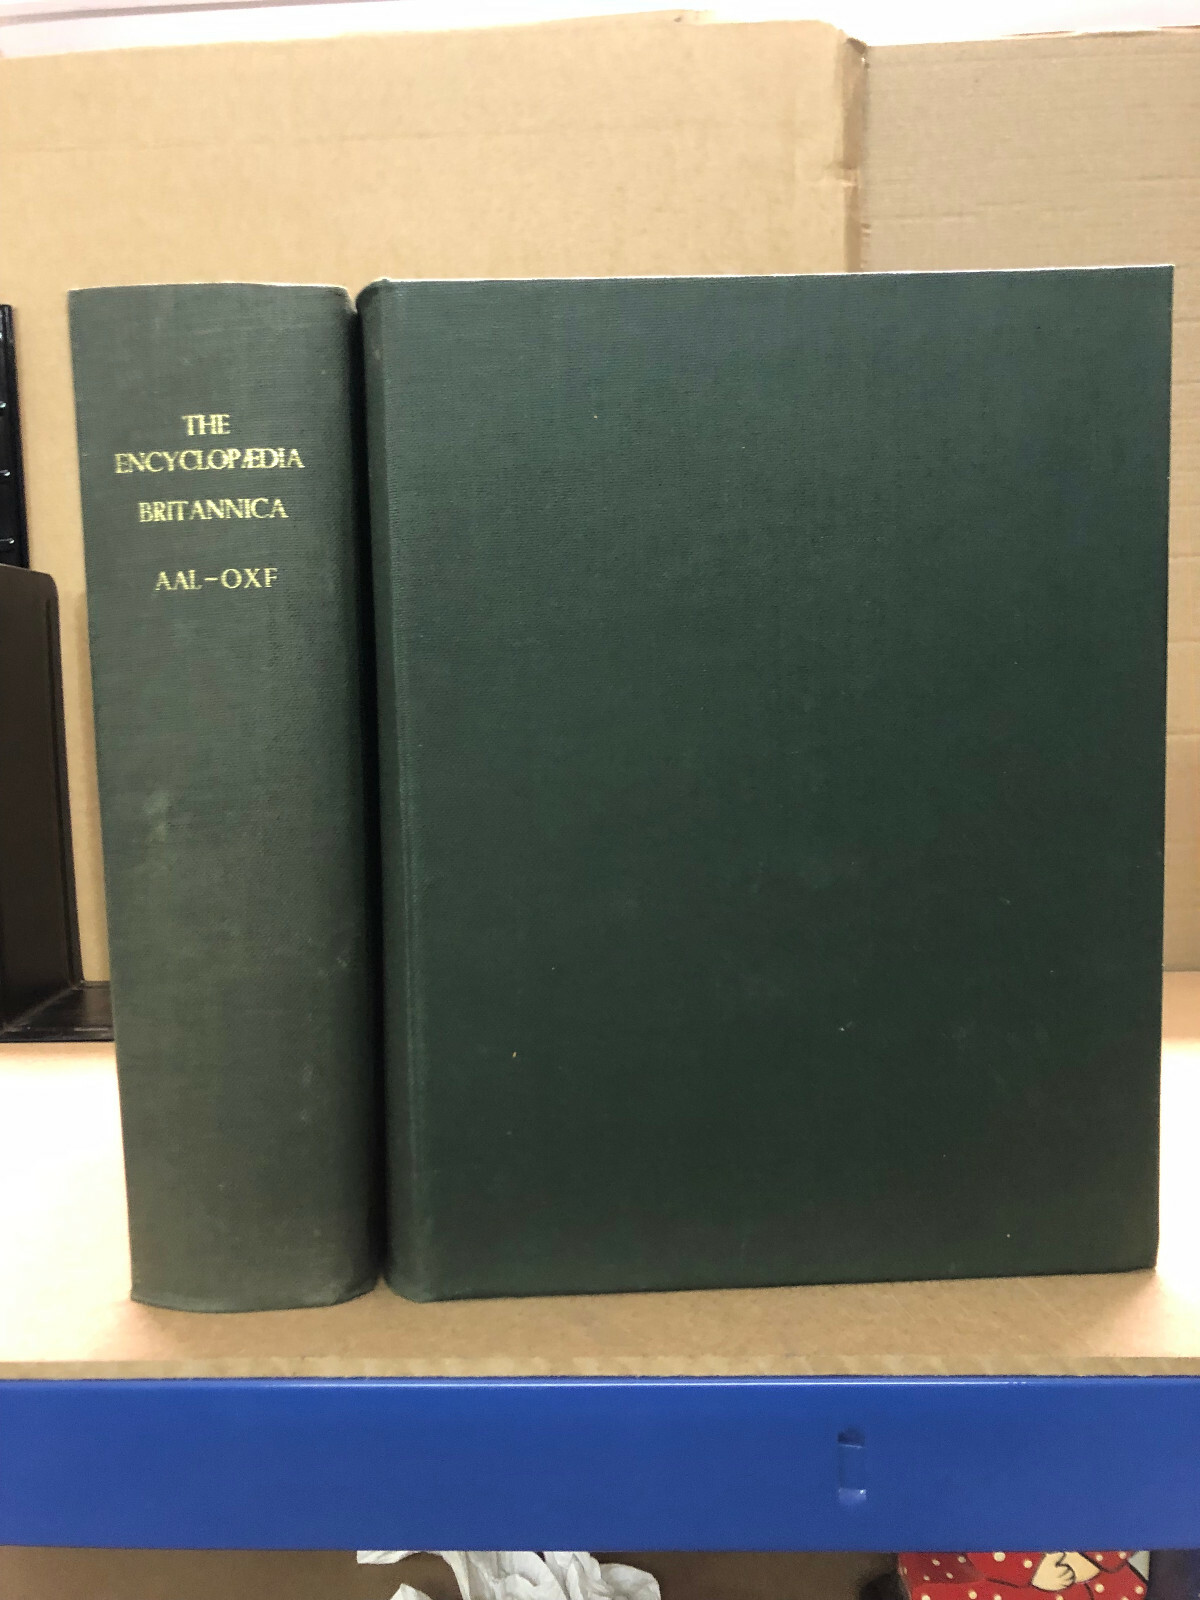 THE
ENCYCLOPÆDIA
BRITANNICA
AAL-OXF